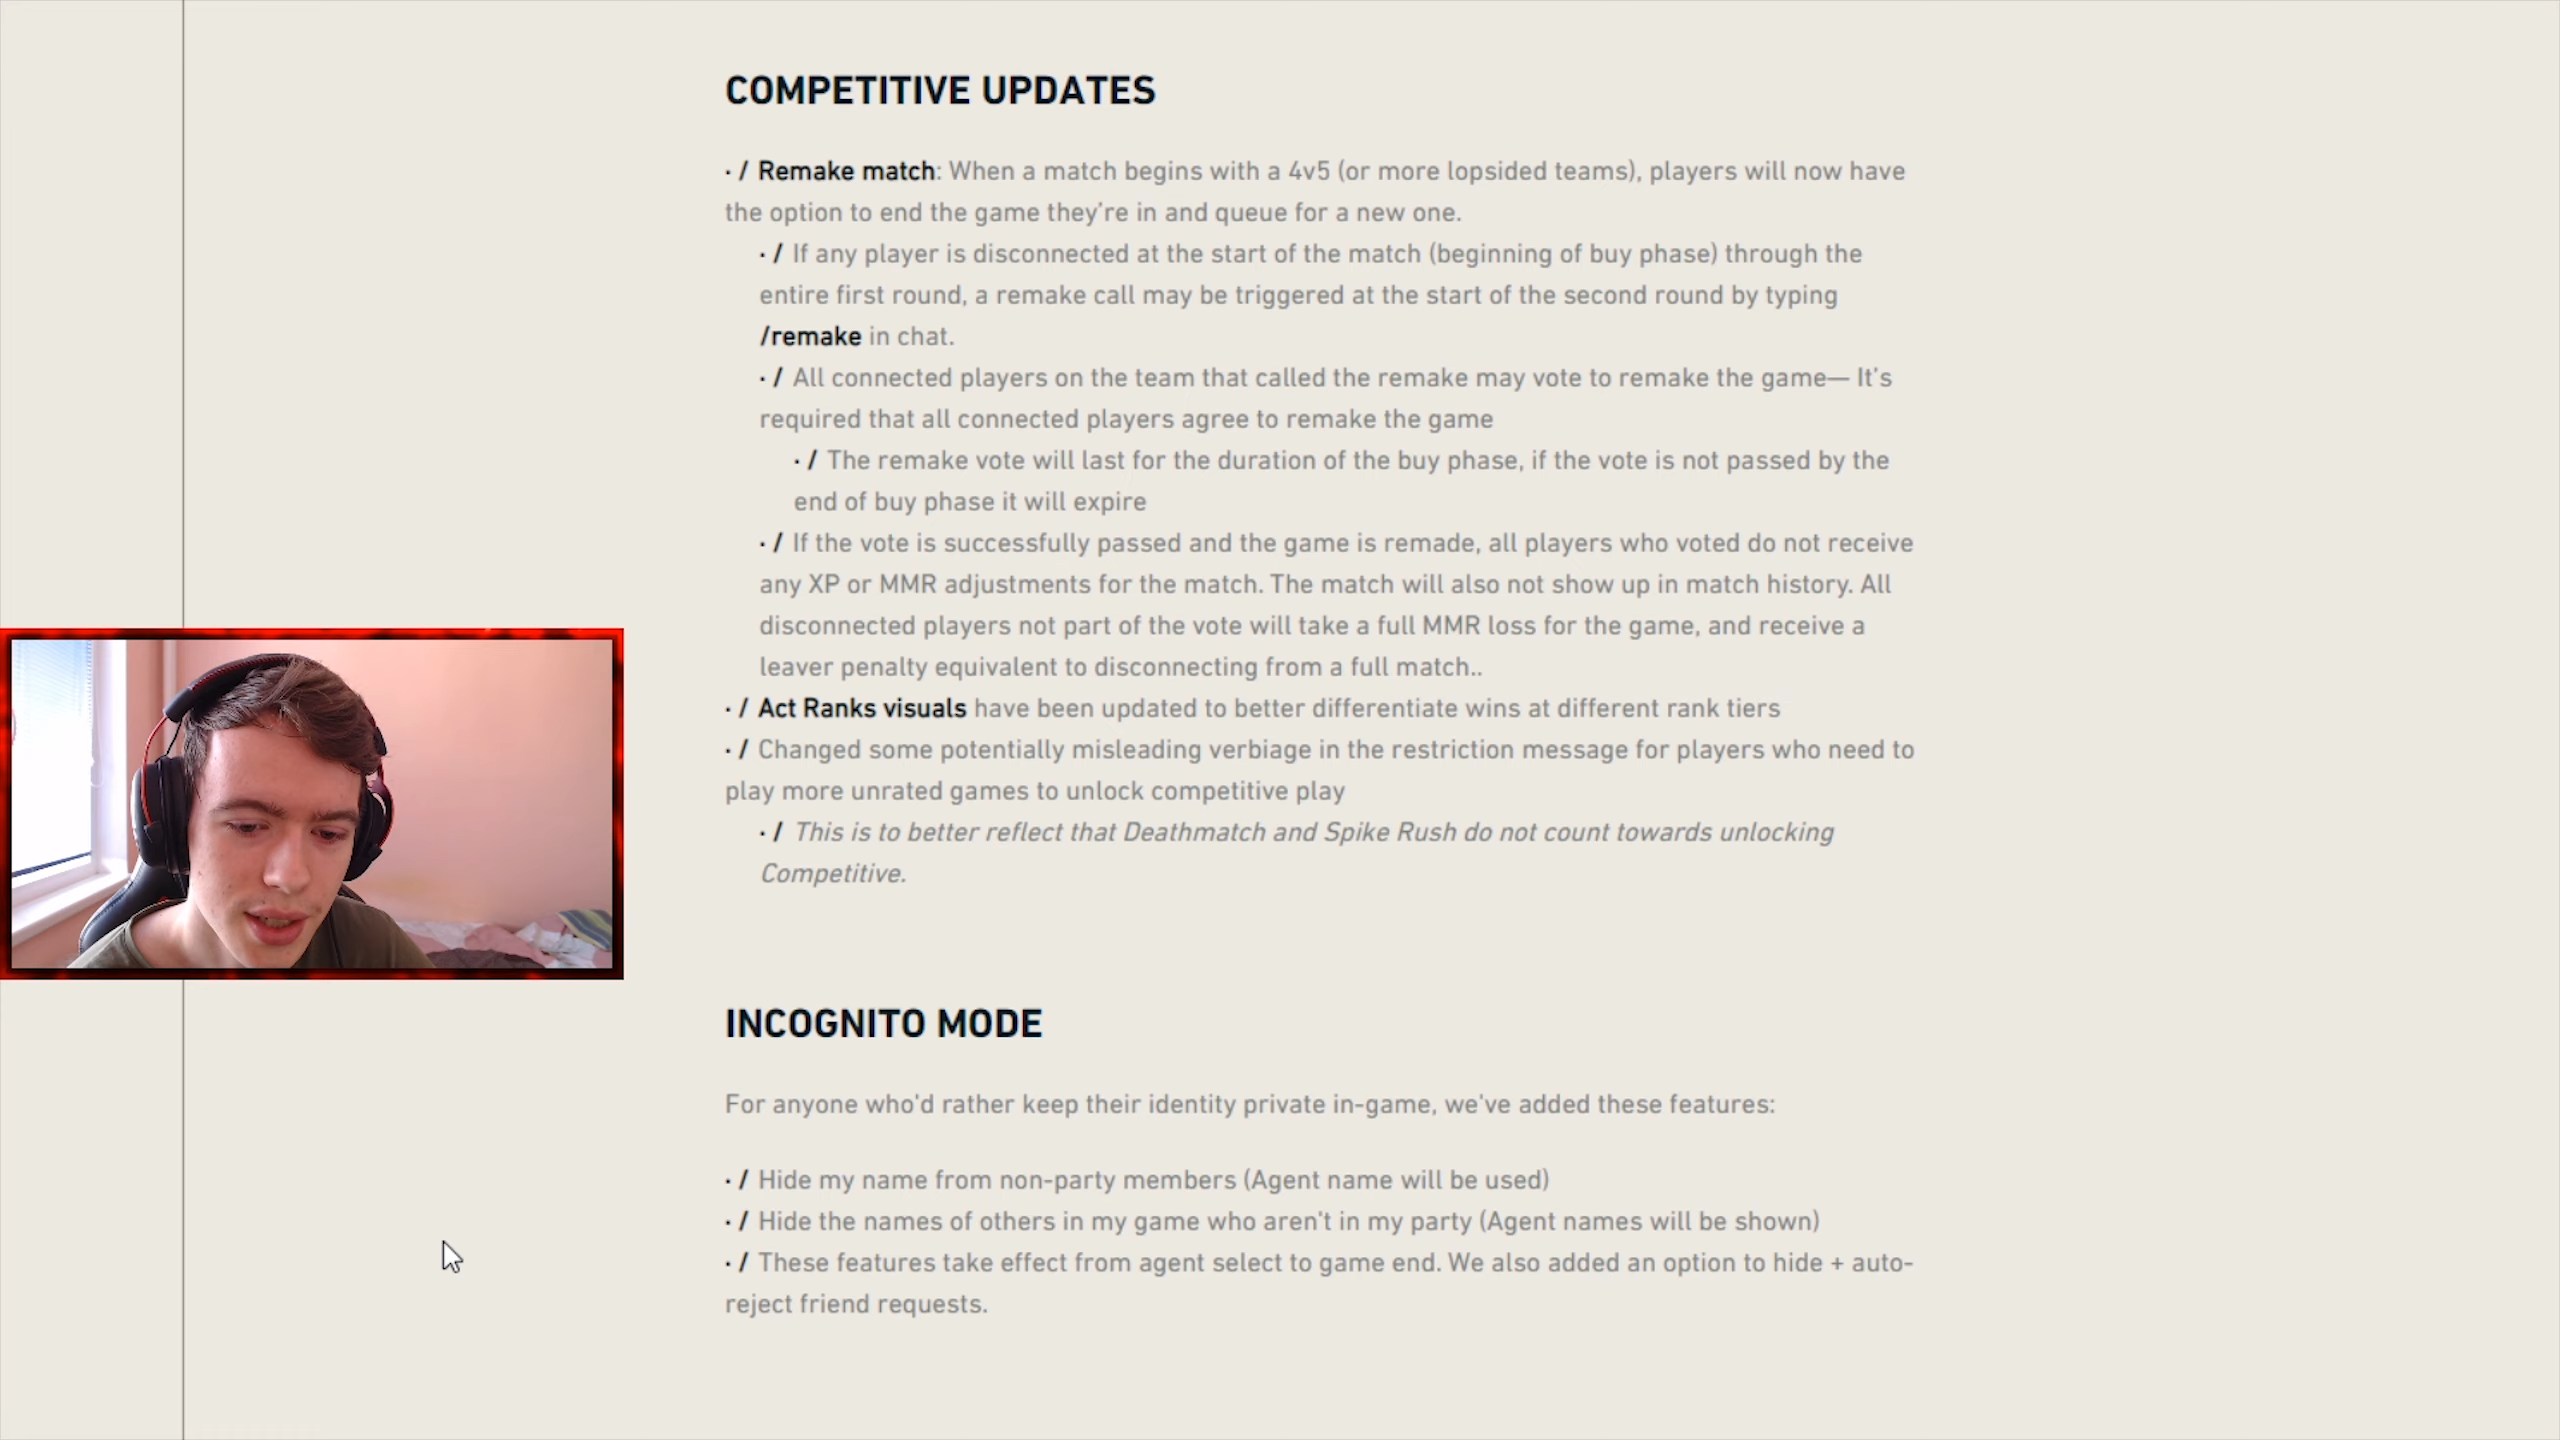 COMPETITIVE UPDATES
· / Remake match: When a match begins with a 4v5 (or more lopsided teams), players will now have
the option to end the game they're in and queue for a new one.
· / If any player is disconnected at the start of the match (beginning of buy phase) through the
entire first round, a remake call may be triggered at the start of the second round by typing
/remake in chat.
· / All connected players on the team that called the remake may vote to remake the game— It's
required that all connected players agree to remake the game
· / The remake vote will last for the duration of the buy phase, if the vote is not passed by the
end of buy phase it will expire
· / If the vote is successfully passed and the game is remade, all players who voted do not receive
any XP or MMR adjustments for the match. The match will also not show up in match history. All
disconnected players not part of the vote will take a full MMR loss for the game, and receive a
leaver penalty equivalent to disconnecting from a full match..
· / Act Ranks visuals have been updated to better differentiate wins at different rank tiers
· / Changed some potentially misleading verbiage in the restriction message for players who need to
play more unrated games to unlock competitive play
· / This is to better reflect that Deathmatch and Spike Rush do not count towards unlocking
Competitive.
INCOGNITO MODE
For anyone who'd rather keep their identity private in-game, we've added these features:
· / Hide my name from non-party members (Agent name will be used)
· / Hide the names of others in my game who aren't in my party (Agent names will be shown)
· / These features take effect from agent select to game end. We also added an option to hide + auto-
reject friend requests.